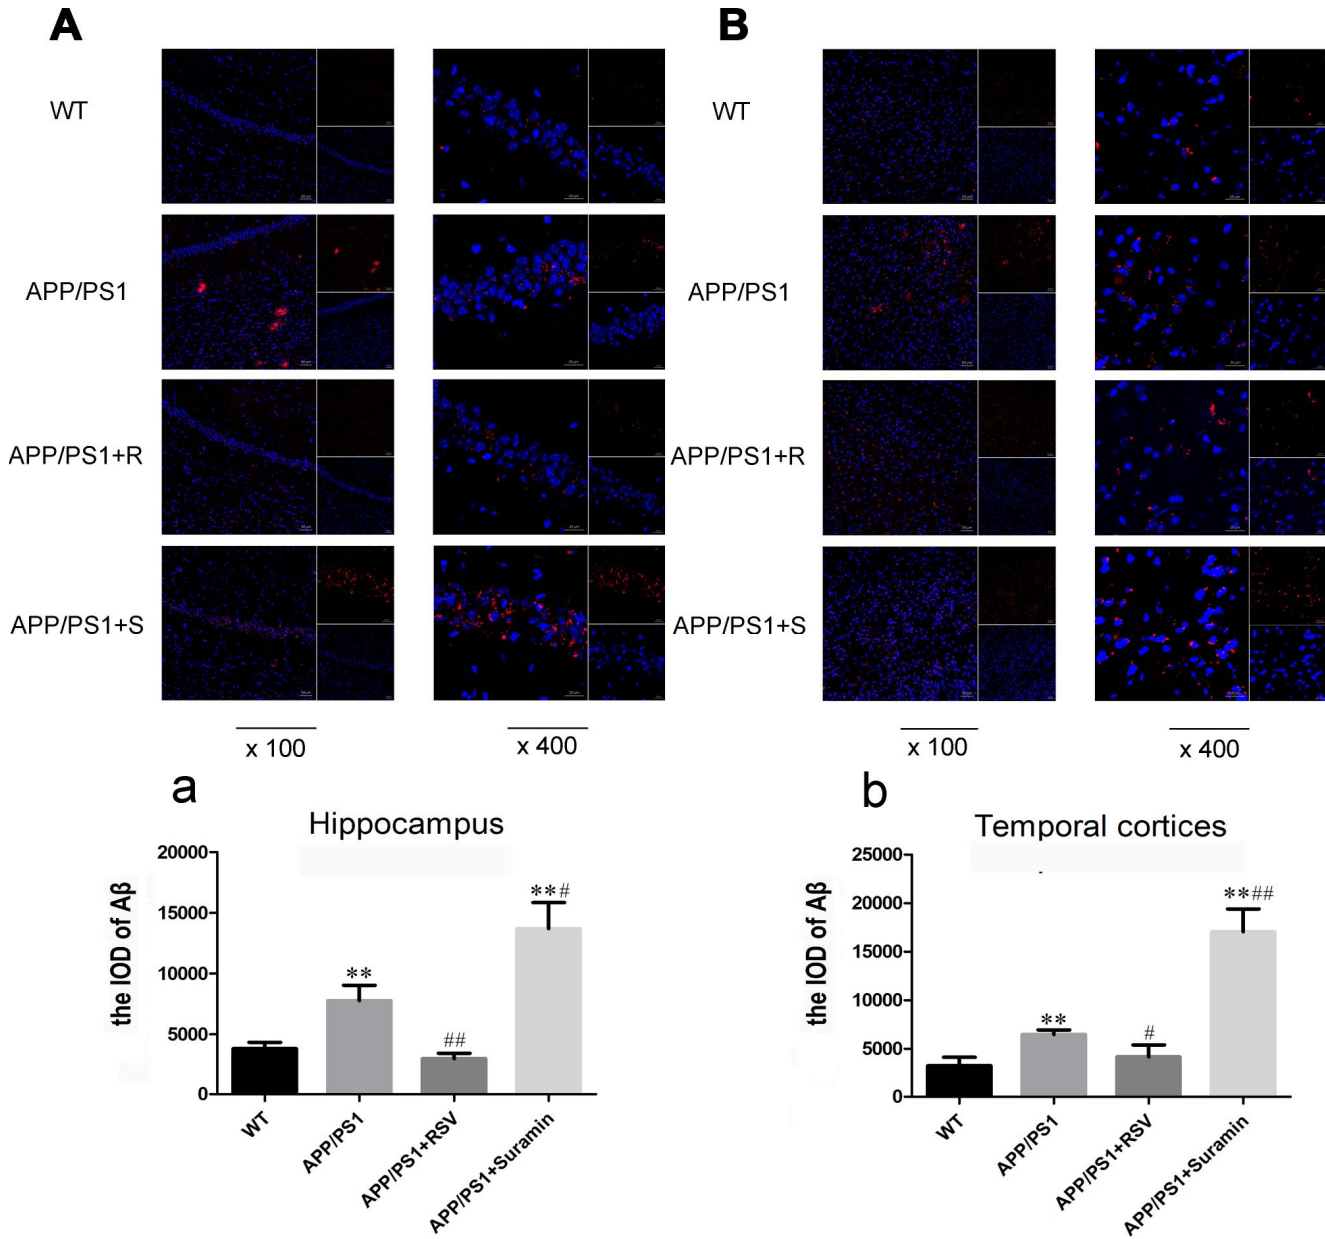 A
B
WT
WT
APP/PS1
APP/PS1
APP/PS1+R
APP/PS1+R
APP/PS1+S
APP/PS1+S
x 100
x 400
x 100
x 400
a
Hippocampus
the IOD of Aβ
20000
15000
10000
5000
0
**
##
**#
WT
APP/PS1
APP/PS1+RSV
APP/PS1+Suramin
b
Temporal cortices
the IOD of Aβ
25000
20000
15000
10000
5000
0
**
#
**##
WT
APP/PS1
APP/PS1+RSV
APP/PS1+Suramin